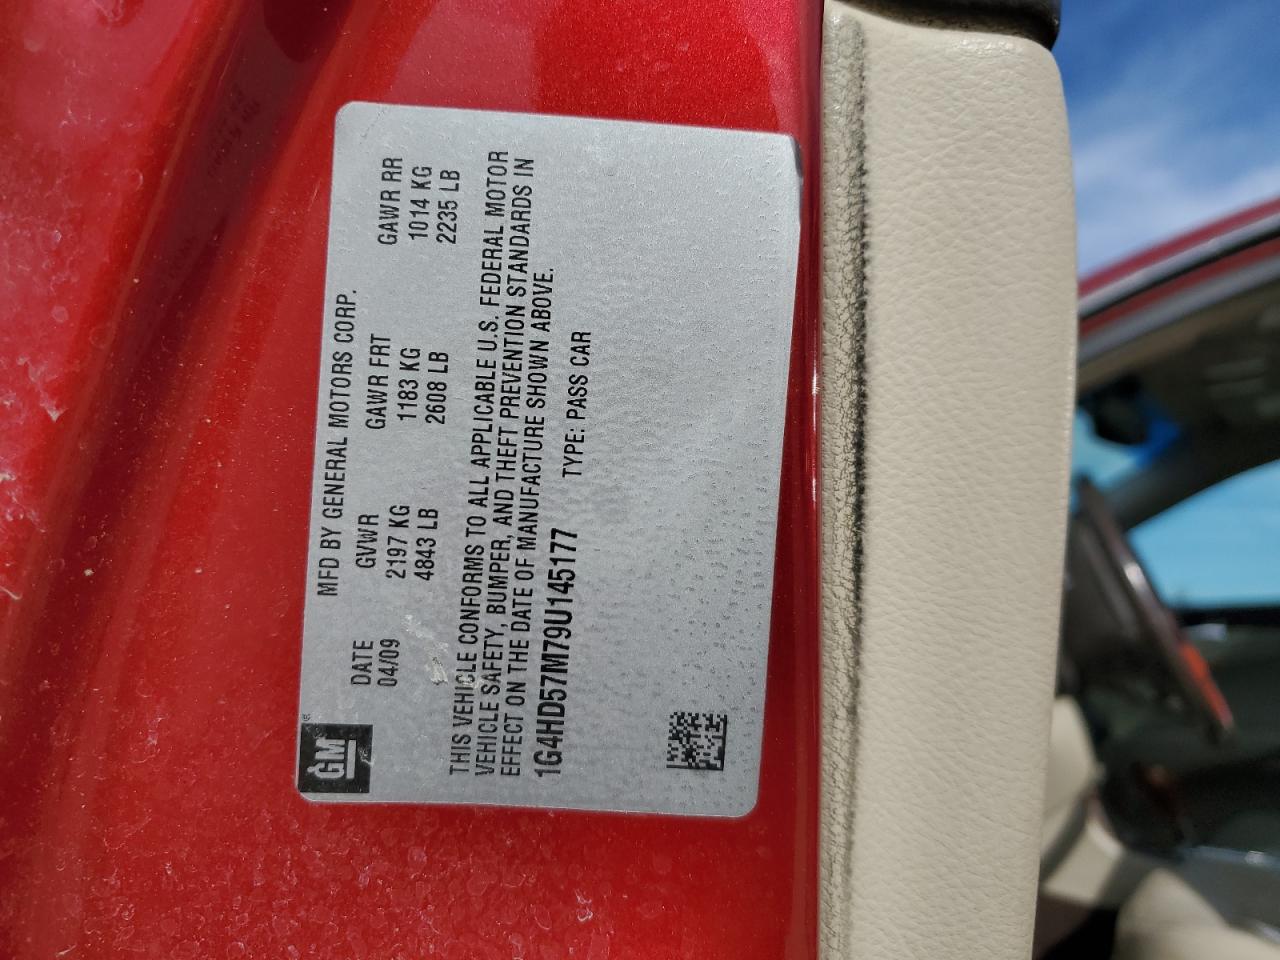 GM
MFD BY GENERAL MOTORS CORP.
DATE GVWR GAWR FRT GAWR RR
04/09 2197 KG 1183 KG 1014 KG
4843 LB 2608 LB 2235 LB
THIS VEHICLE CONFORMS TO ALL APPLICABLE U.S. FEDERAL MOTOR
VEHICLE SAFETY, BUMPER, AND THEFT PREVENTION STANDARDS IN
EFFECT ON THE DATE OF MANUFACTURE SHOWN ABOVE.
1G4HD57M79U145177 TYPE: PASS CAR